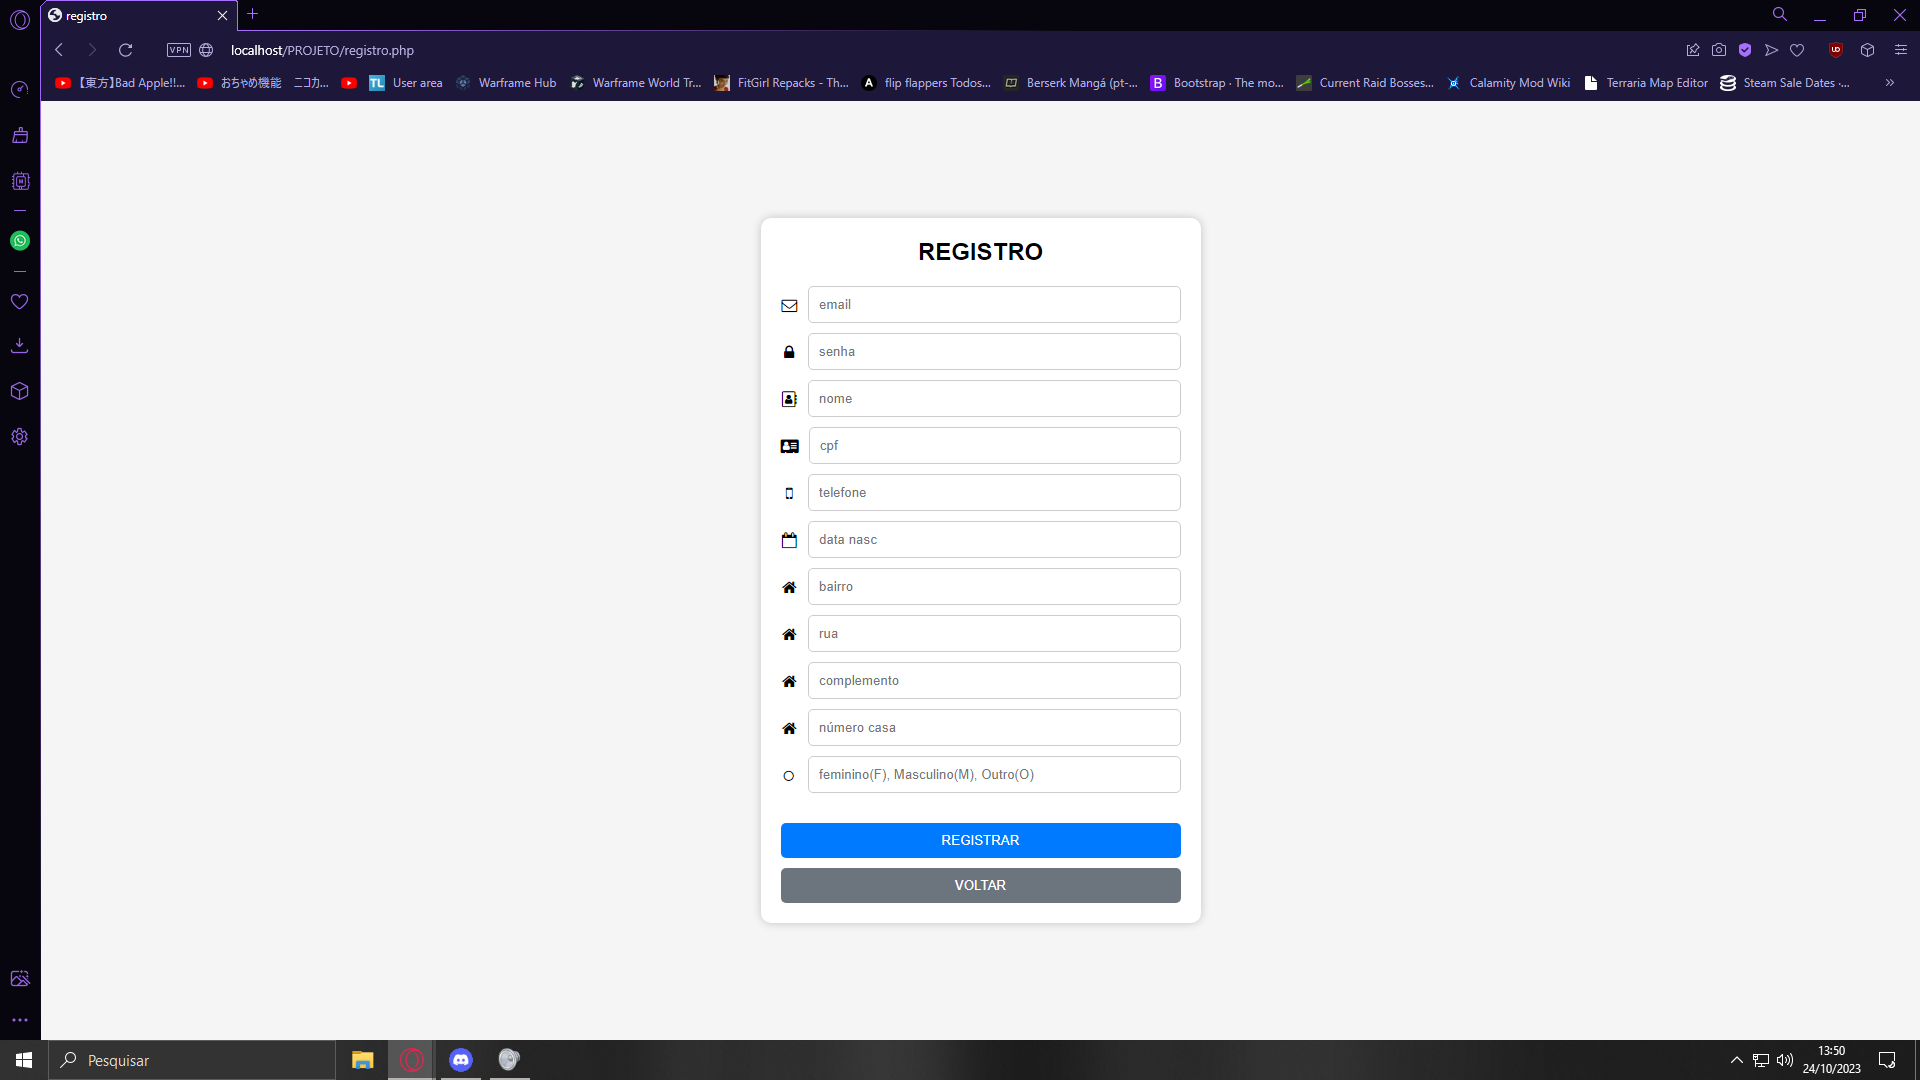 registro
VPN
localhost/PROJETO/registro.php
【東方】Bad Apple!!...
おちゃめ機能 ニコカ...
TL User area
Warframe Hub
Warframe World Tr...
FitGirl Repacks - Th...
A flip flappers Todos...
Berserk Mangá (pt-...
B Bootstrap · The mo...
Current Raid Bosses...
Calamity Mod Wiki
Terraria Map Editor
Steam Sale Dates ·...
REGISTRO
email
senha
nome
cpf
telefone
data nasc
bairro
rua
complemento
número casa
feminino(F), Masculino(M), Outro(O)
REGISTRAR
VOLTAR
Pesquisar
13:50
24/10/2023